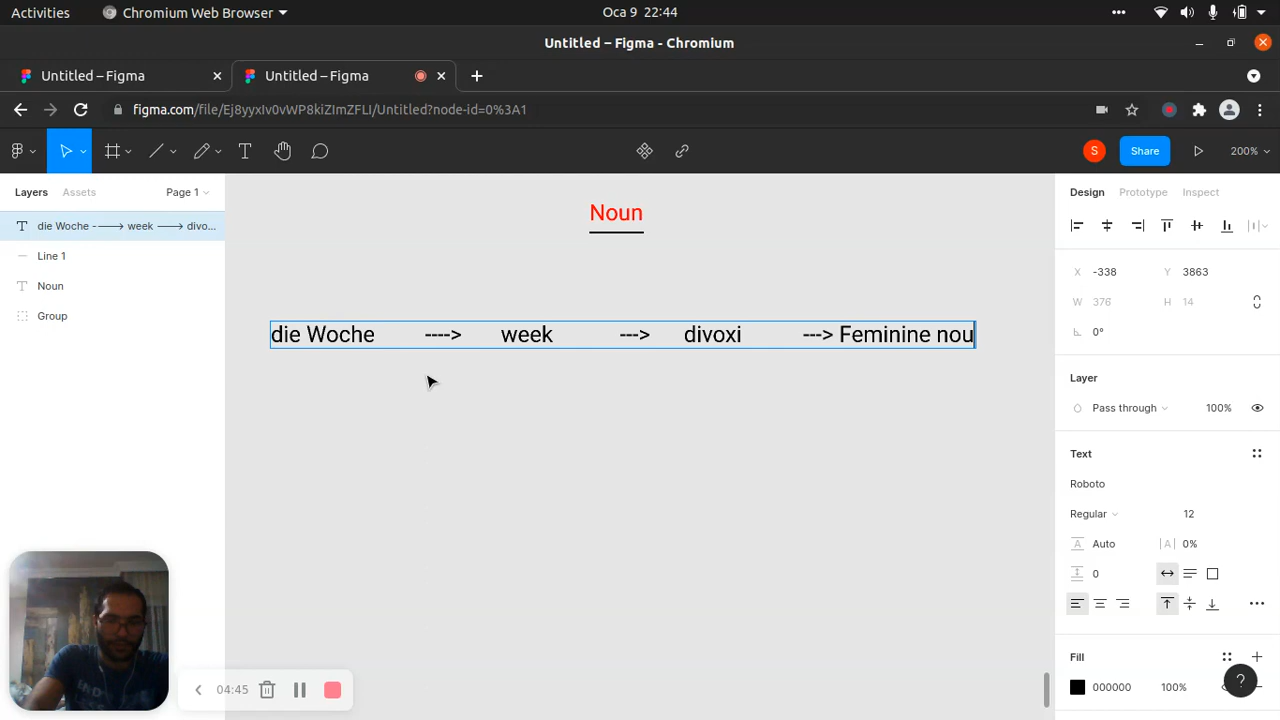 Activities
Chromium Web Browser
Oca 9 22:44
Untitled – Figma - Chromium
Untitled – Figma
Untitled – Figma
figma.com/file/Ej8yyxIv0vWP8kiZImZFLI/Untitled?node-id=0%3A1
S
Share
200%
Layers
Assets
Page 1
Design
Prototype
Inspect
die Woche ----> week ---> divo...
Line 1
Noun
Group
Noun
die Woche ----> week ---> divoxi ---> Feminine nou
X -338
Y 3863
W 376
H 14
0°
Layer
Pass through
100%
Text
Roboto
Regular
12
A Auto
|A| 0%
0
Fill
000000
100%
?
04:45